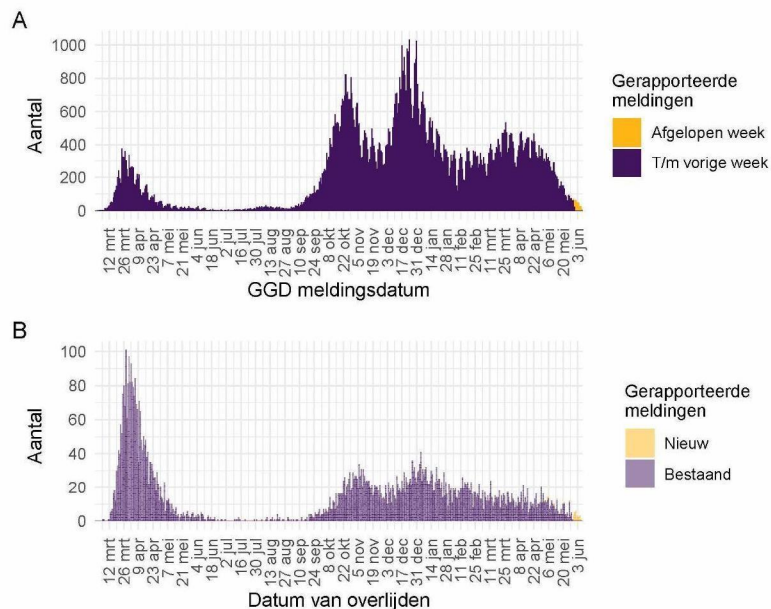 A
1000
800
600
400
200
0
Aantal
12 mrt
26 mrt
9 apr
23 apr
7 mei
21 mei
4 jun
18 jun
2 jul
16 jul
30 jul
13 aug
27 aug
10 sep
24 sep
8 okt
22 okt
5 nov
19 nov
3 dec
17 dec
31 dec
14 jan
28 jan
11 feb
25 feb
11 mrt
25 mrt
8 apr
22 apr
6 mei
20 mei
3 jun
GGD meldingsdatum
Gerapporteerde
meldingen
Afgelopen week
T/m vorige week
B
100
80
60
40
20
0
Aantal
12 mrt
26 mrt
9 apr
23 apr
7 mei
21 mei
4 jun
18 jun
2 jul
16 jul
30 jul
13 aug
27 aug
10 sep
24 sep
8 okt
22 okt
5 nov
19 nov
3 dec
17 dec
31 dec
14 jan
28 jan
11 feb
25 feb
11 mrt
25 mrt
8 apr
22 apr
6 mei
20 mei
3 jun
Datum van overlijden
Gerapporteerde
meldingen
Nieuw
Bestaand